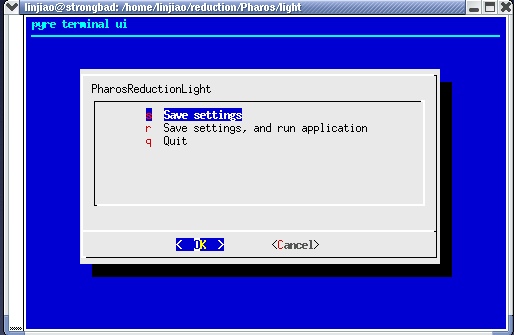 linjiao@strongbad: /home/linjiao/reduction/Pharos/light
pyre terminal ui
PharosReductionLight
s Save settings
r Save settings, and run application
q Quit
< OK > <Cancel>